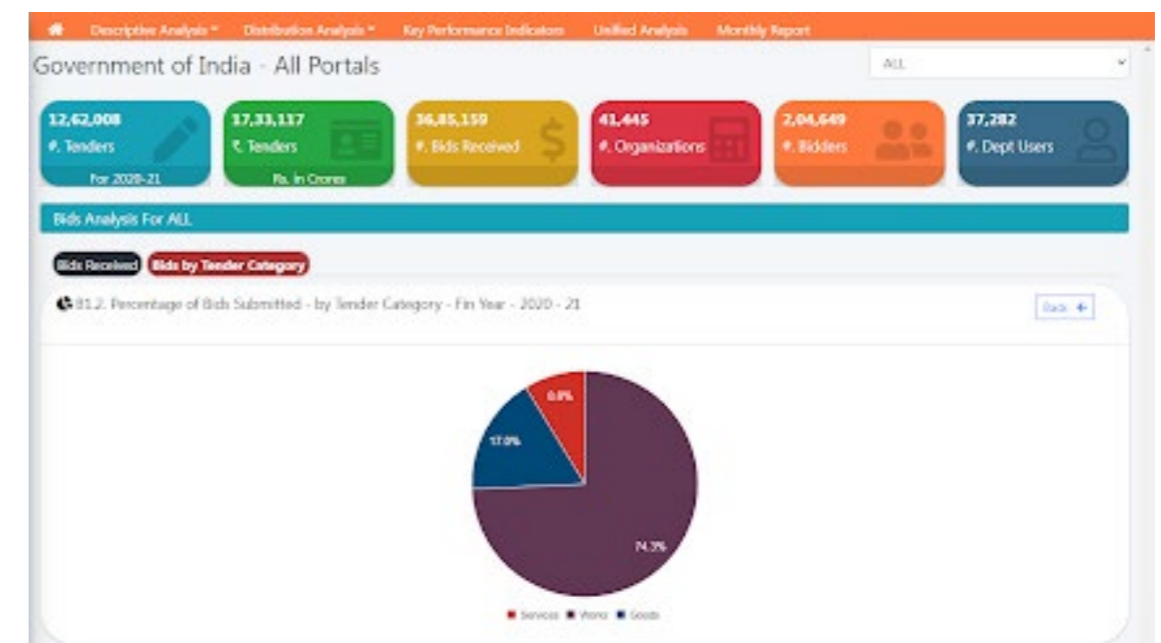 Descriptive Analysis Distribution Analysis Key Performance Indicators Unified Analysis Monthly Report
Government of India - All Portals
ALL
12,62,008 17,33,117 36,85,159 41,445 2,04,649 37,282
#. Tenders ₹. Tenders #. Bids Received #. Organizations #. Bidders #. Dept Users
For 2020-21 Rs. in Crores
Bids Analysis For ALL
Bids Received Bids by Tender Category
Percentage of Bids Submitted - by Tender Category - Fin Year - 2020 - 21
Back
17.0%
74.3%
Services Works Goods